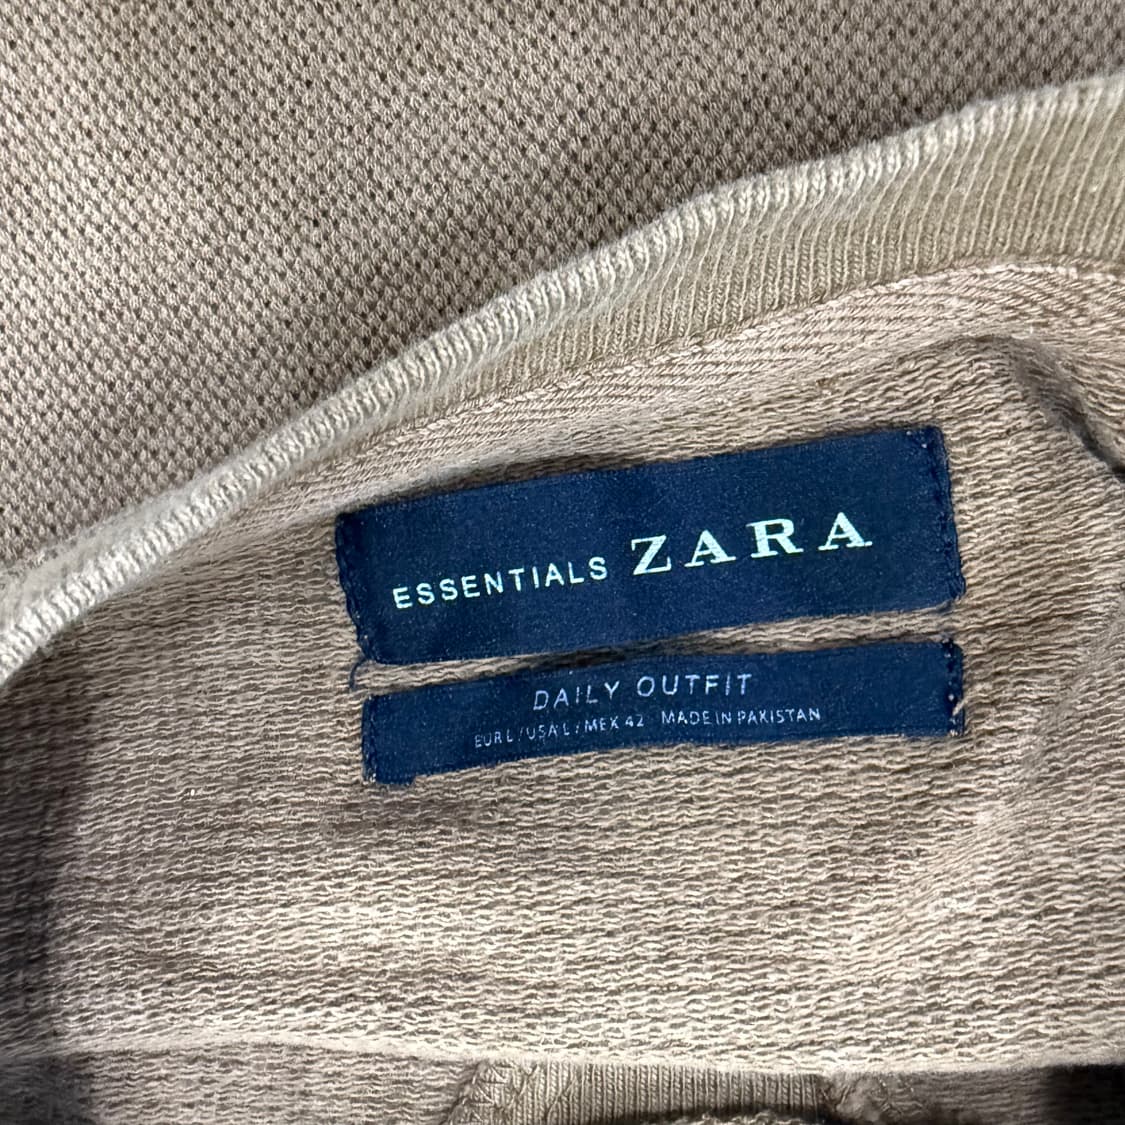 ESSENTIALS ZARA
DAILY OUTFIT
EUR L / USA L / MEX 42 MADE IN PAKISTAN